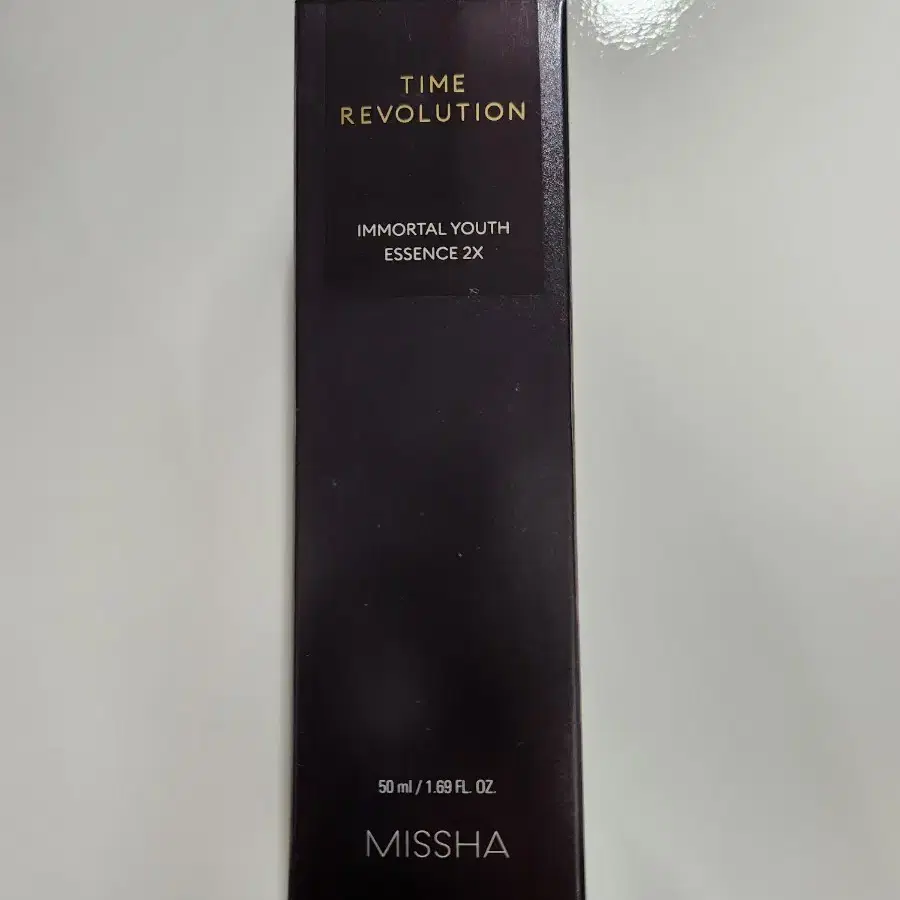 TIME
REVOLUTION
IMMORTAL YOUTH
ESSENCE 2X
50 ml / 1.69 FL. OZ.
MISSHA